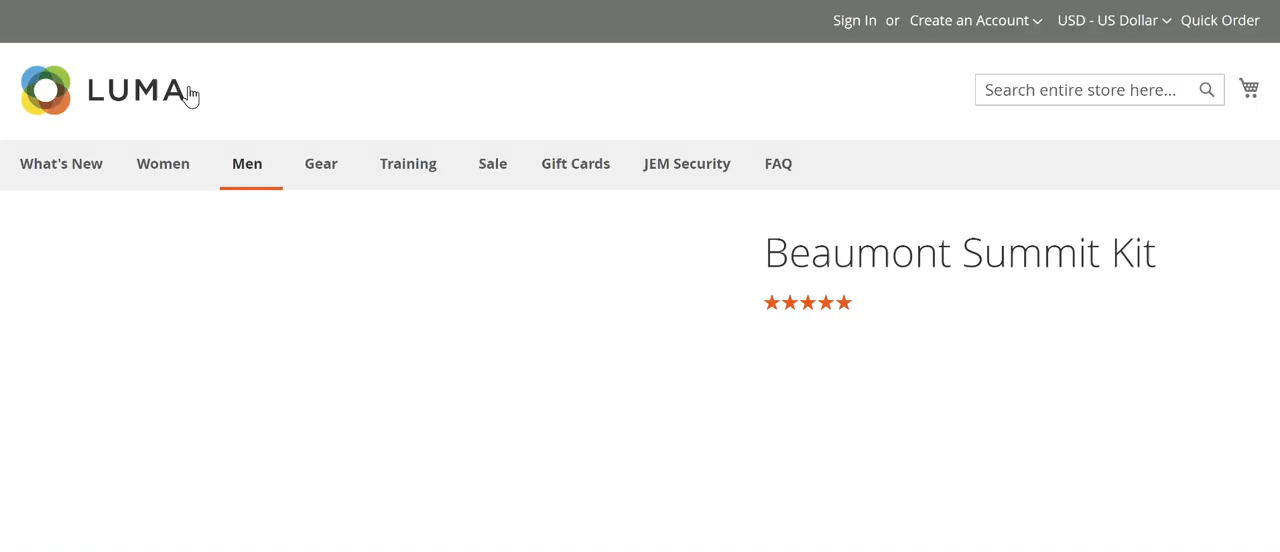 Sign In or Create an Account USD - US Dollar Quick Order
LUMA
Search entire store here...
What's New Women Men Gear Training Sale Gift Cards JEM Security FAQ
Beaumont Summit Kit